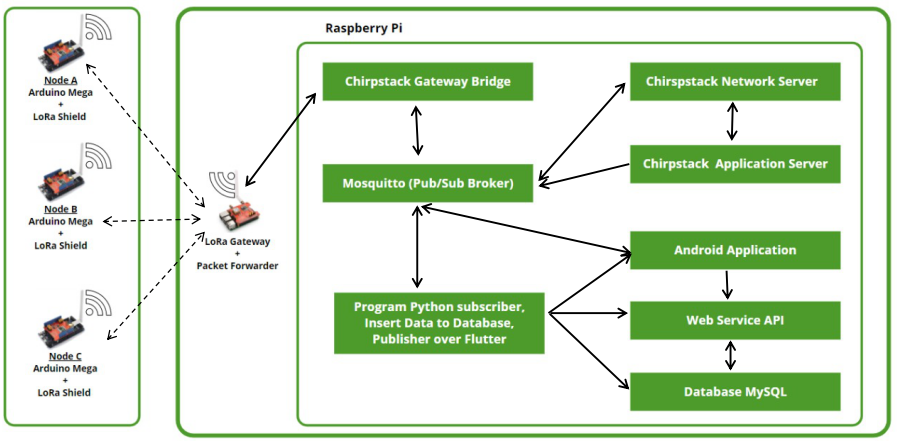 Raspberry Pi
Node A
Arduino Mega
+
LoRa Shield
Node B
Arduino Mega
+
LoRa Shield
Node C
Arduino Mega
+
LoRa Shield
LoRa Gateway
+
Packet Forwarder
Chirpstack Gateway Bridge
Mosquitto (Pub/Sub Broker)
Program Python subscriber,
Insert Data to Database,
Publisher over Flutter
Chirspstack Network Server
Chirpstack Application Server
Android Application
Web Service API
Database MySQL